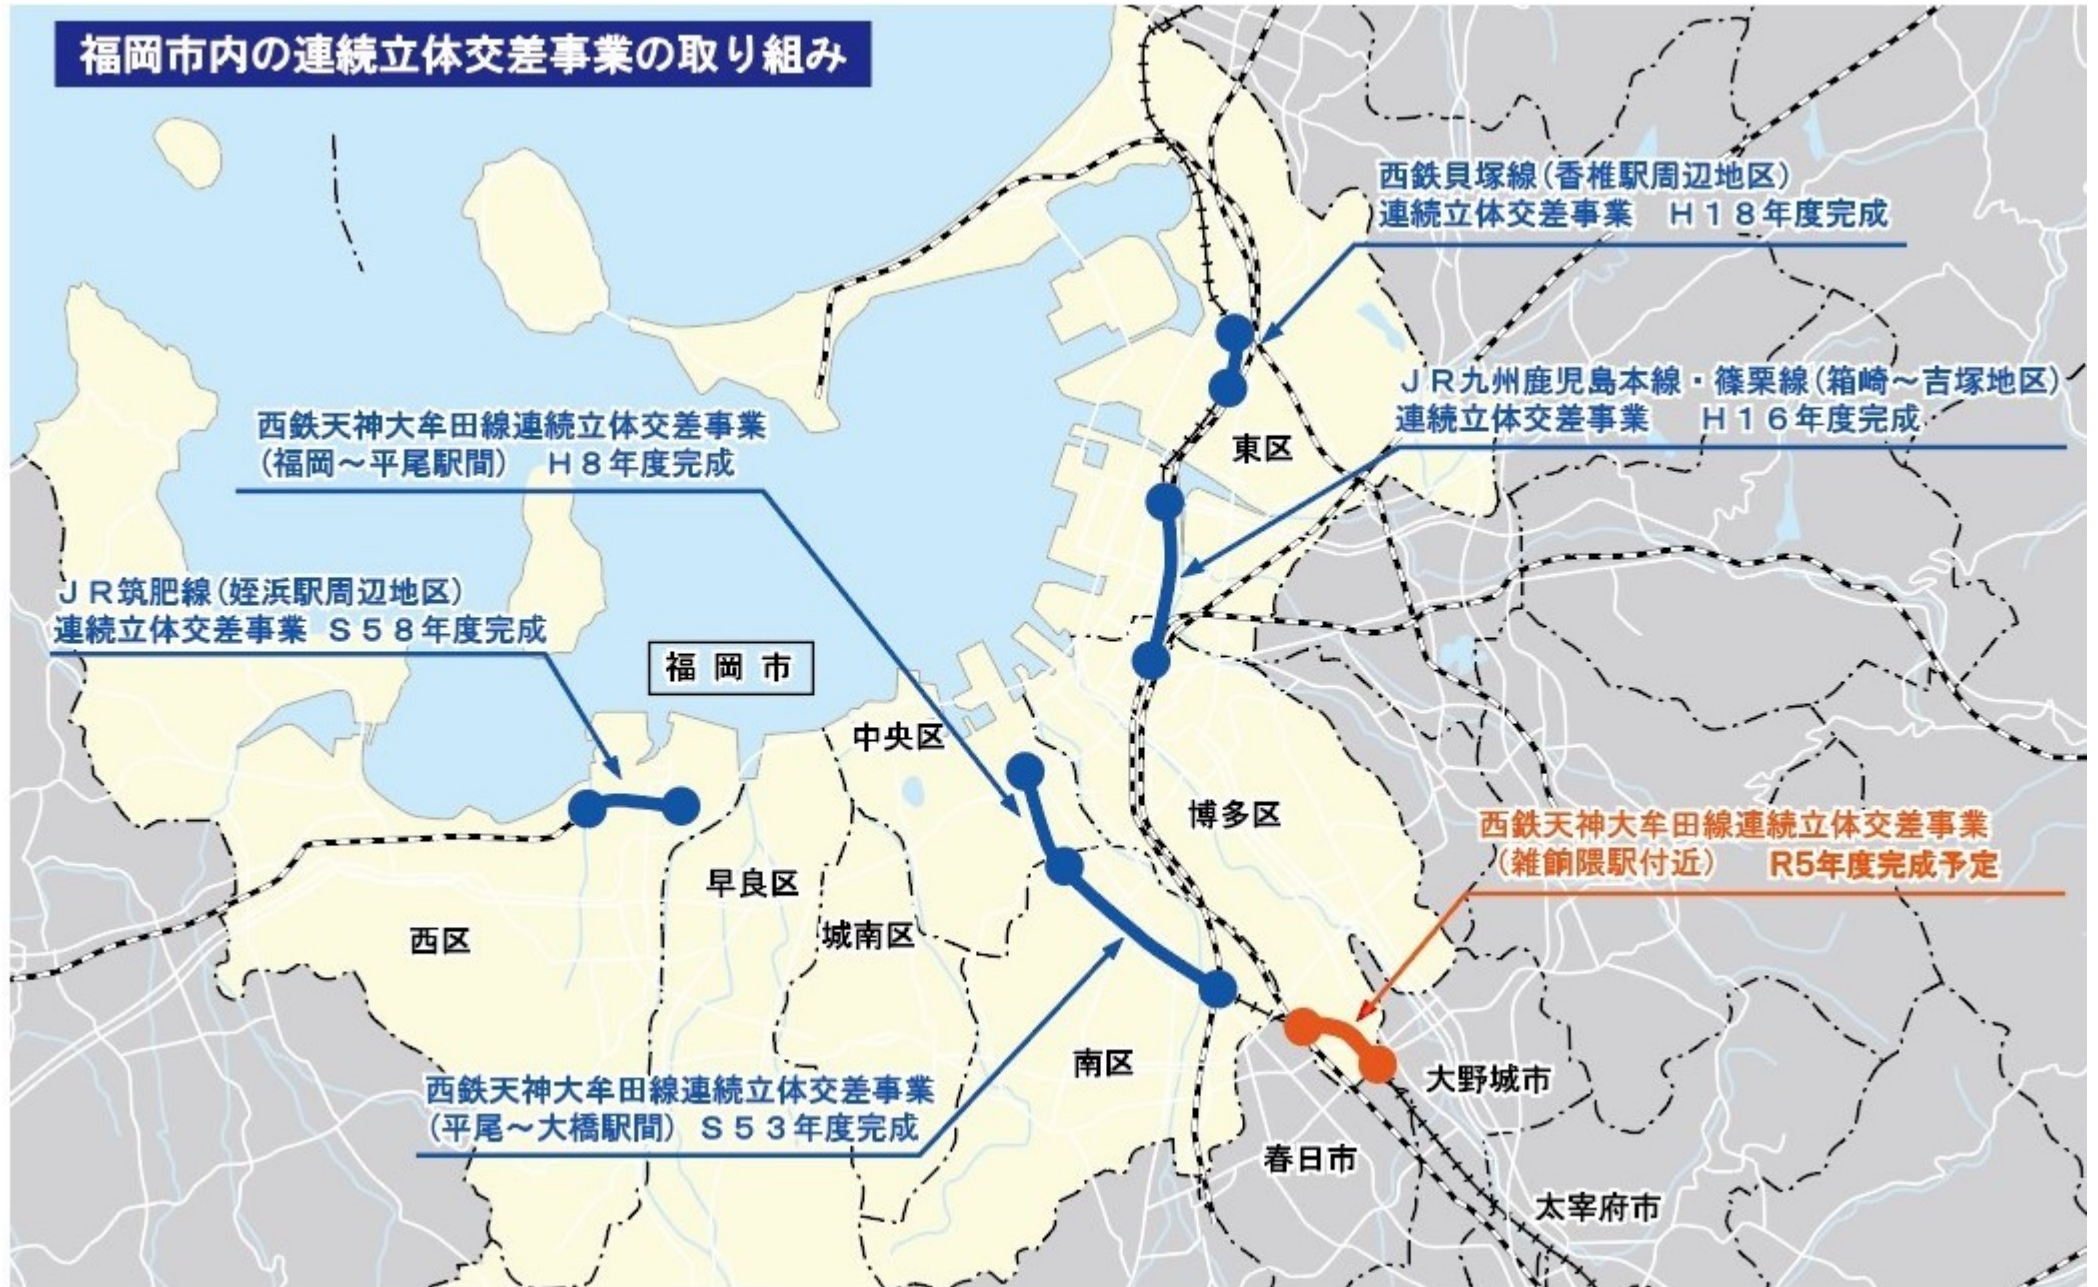 福岡市内の連続立体交差事業の取り組み
西鉄貝塚線(香椎駅周辺地区)
連続立体交差事業　H18年度完成
JR九州鹿児島本線・篠栗線(箱崎～吉塚地区)
連続立体交差事業　H16年度完成
西鉄天神大牟田線連続立体交差事業
(福岡～平尾駅間)　H8年度完成
東区
JR筑肥線(姪浜駅周辺地区)
連続立体交差事業 S58年度完成
福岡市
中央区
博多区
西鉄天神大牟田線連続立体交差事業
(雑餉隈駅付近)　R5年度完成予定
早良区
城南区
西区
南区
大野城市
西鉄天神大牟田線連続立体交差事業
(平尾～大橋駅間) S53年度完成
春日市
太宰府市